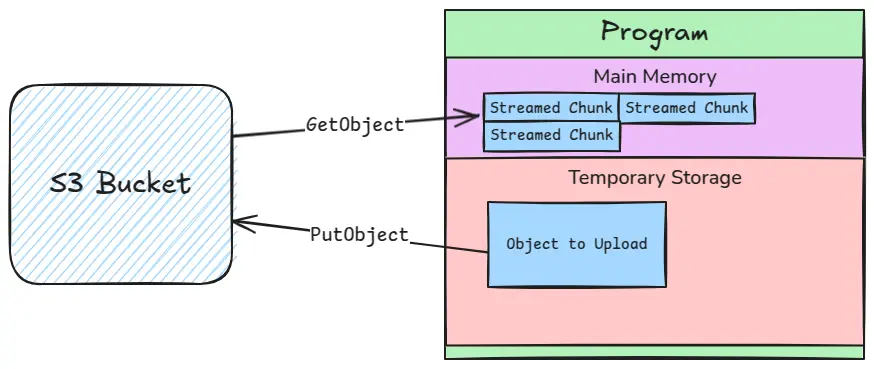 Program
Main Memory
Streamed Chunk Streamed Chunk
GetObject
Streamed Chunk
S3 Bucket
Temporary Storage
PutObject
Object to Upload